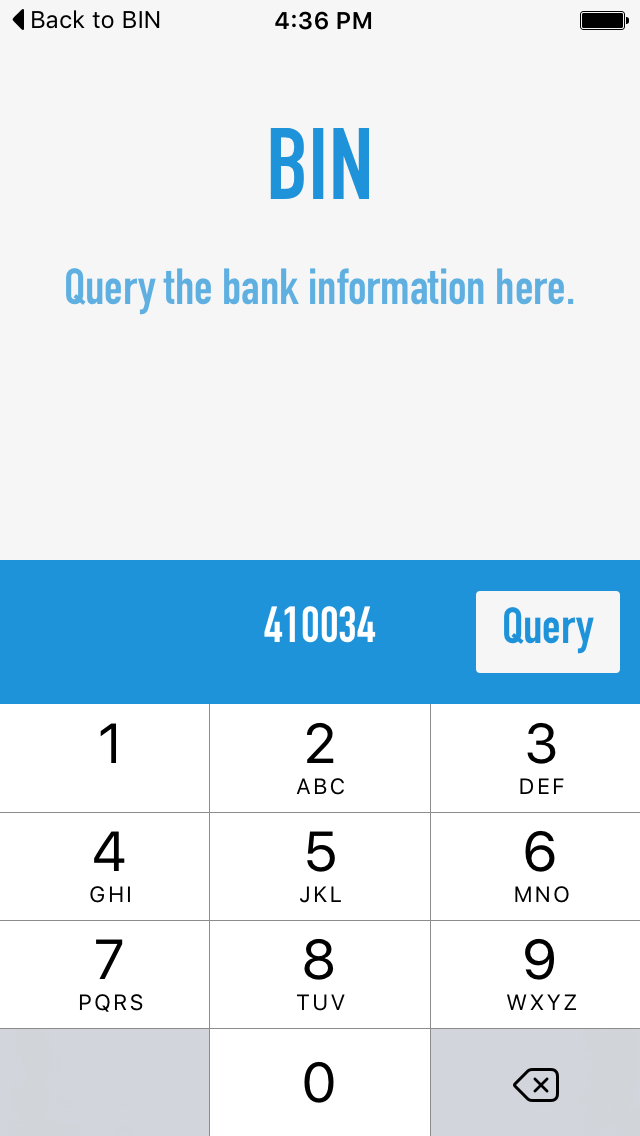 Back to BIN 4:36 PM
BIN
Query the bank information here.
410034 Query
1 2 3
ABC DEF
4 5 6
GHI JKL MNO
7 8 9
PQRS TUV WXYZ
0